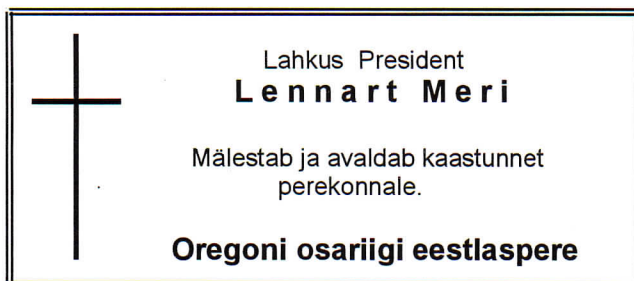 Lahkus President
Lennart Meri
Mälestab ja avaldab kaastunnet
perekonnale.
Oregoni osariigi eestlaspere